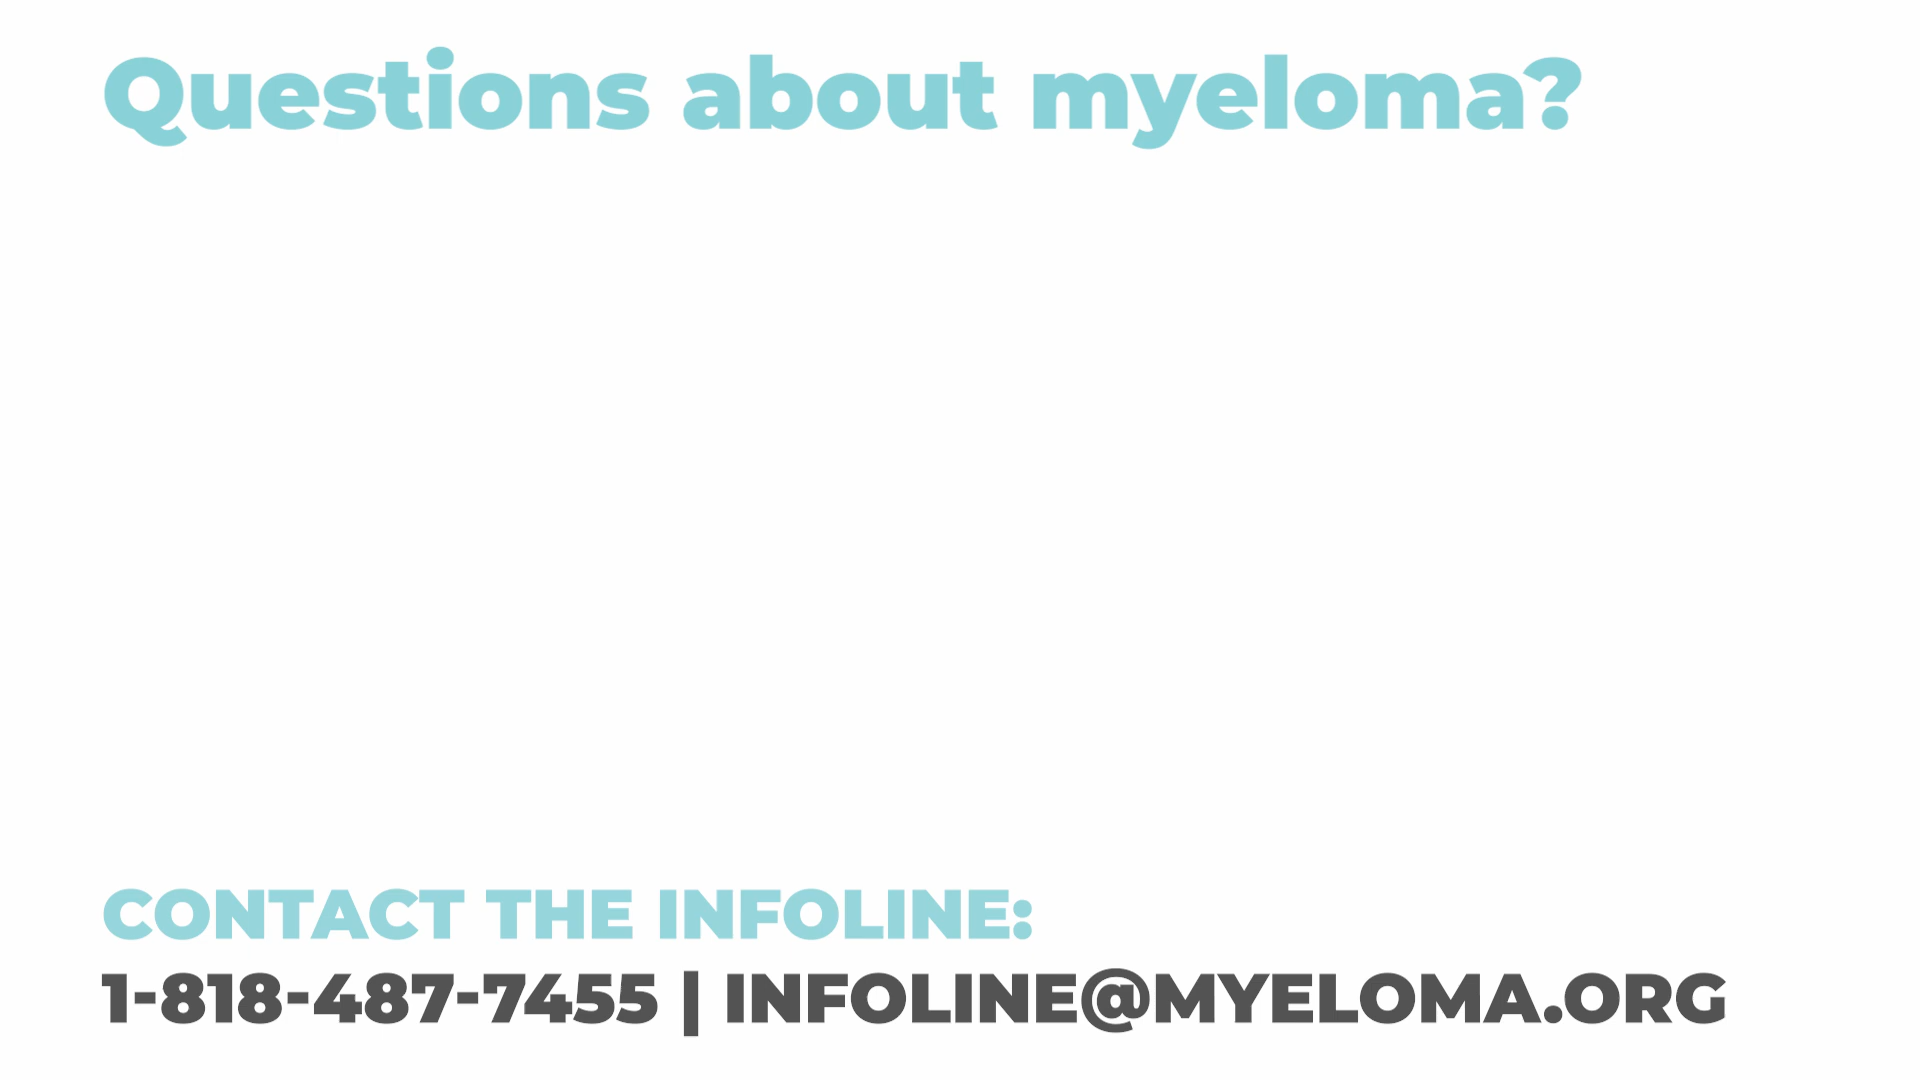 Questions about myeloma?
CONTACT THE INFOLINE:
1-818-487-7455 | INFOLINE@MYELOMA.ORG